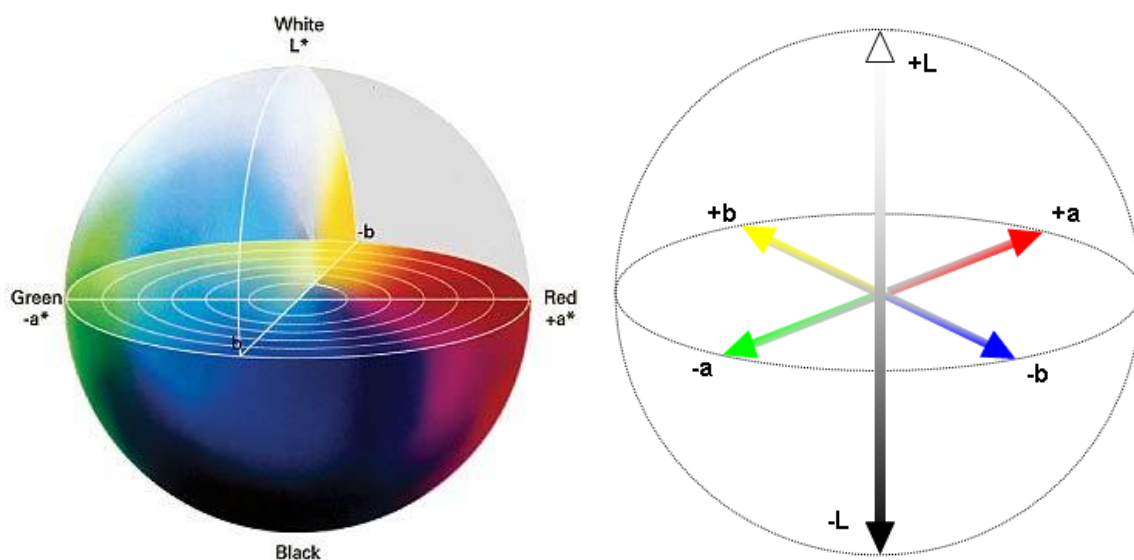 White
L*
-b
Green
-a*
Red
+a*
b
Black
+L
+b
+a
-a
-b
-L